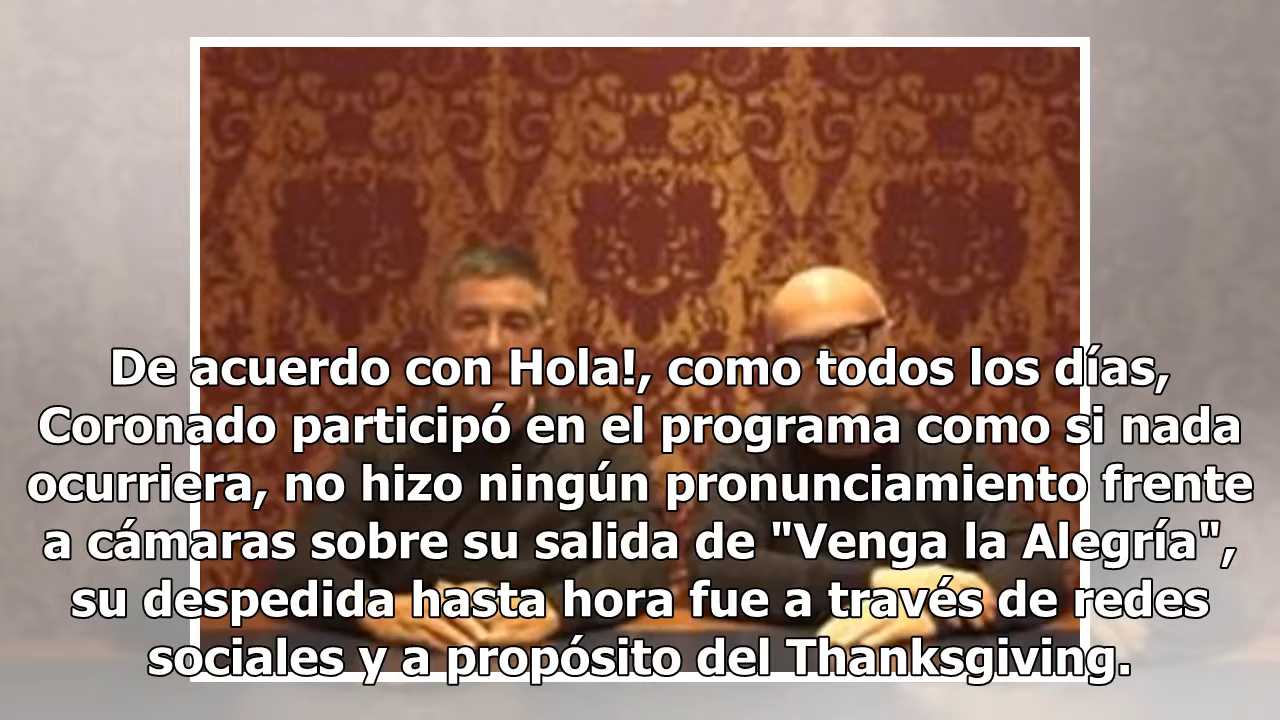 De acuerdo con Hola!, como todos los días,
Coronado participó en el programa como si nada
ocurriera, no hizo ningún pronunciamiento frente
a cámaras sobre su salida de "Venga la Alegría",
su despedida hasta hora fue a través de redes
sociales y a propósito del Thanksgiving.